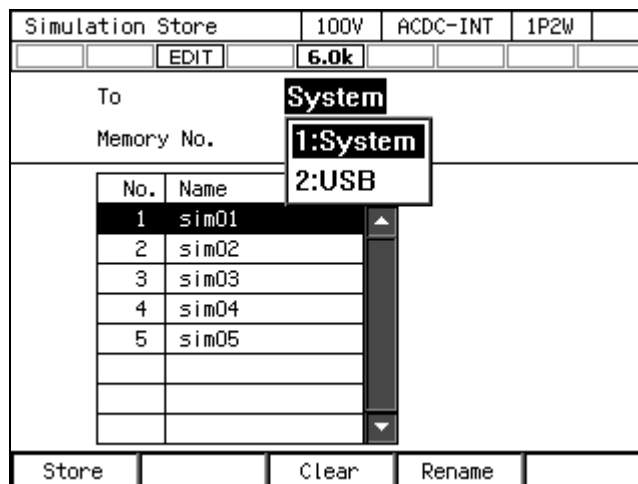 Simulation Store 100V ACDC-INT 1P2W
EDIT 6.0k
To System
Memory No. 1:System
2:USB
No. Name
1 sim01
2 sim02
3 sim03
4 sim04
5 sim05
Store Clear Rename